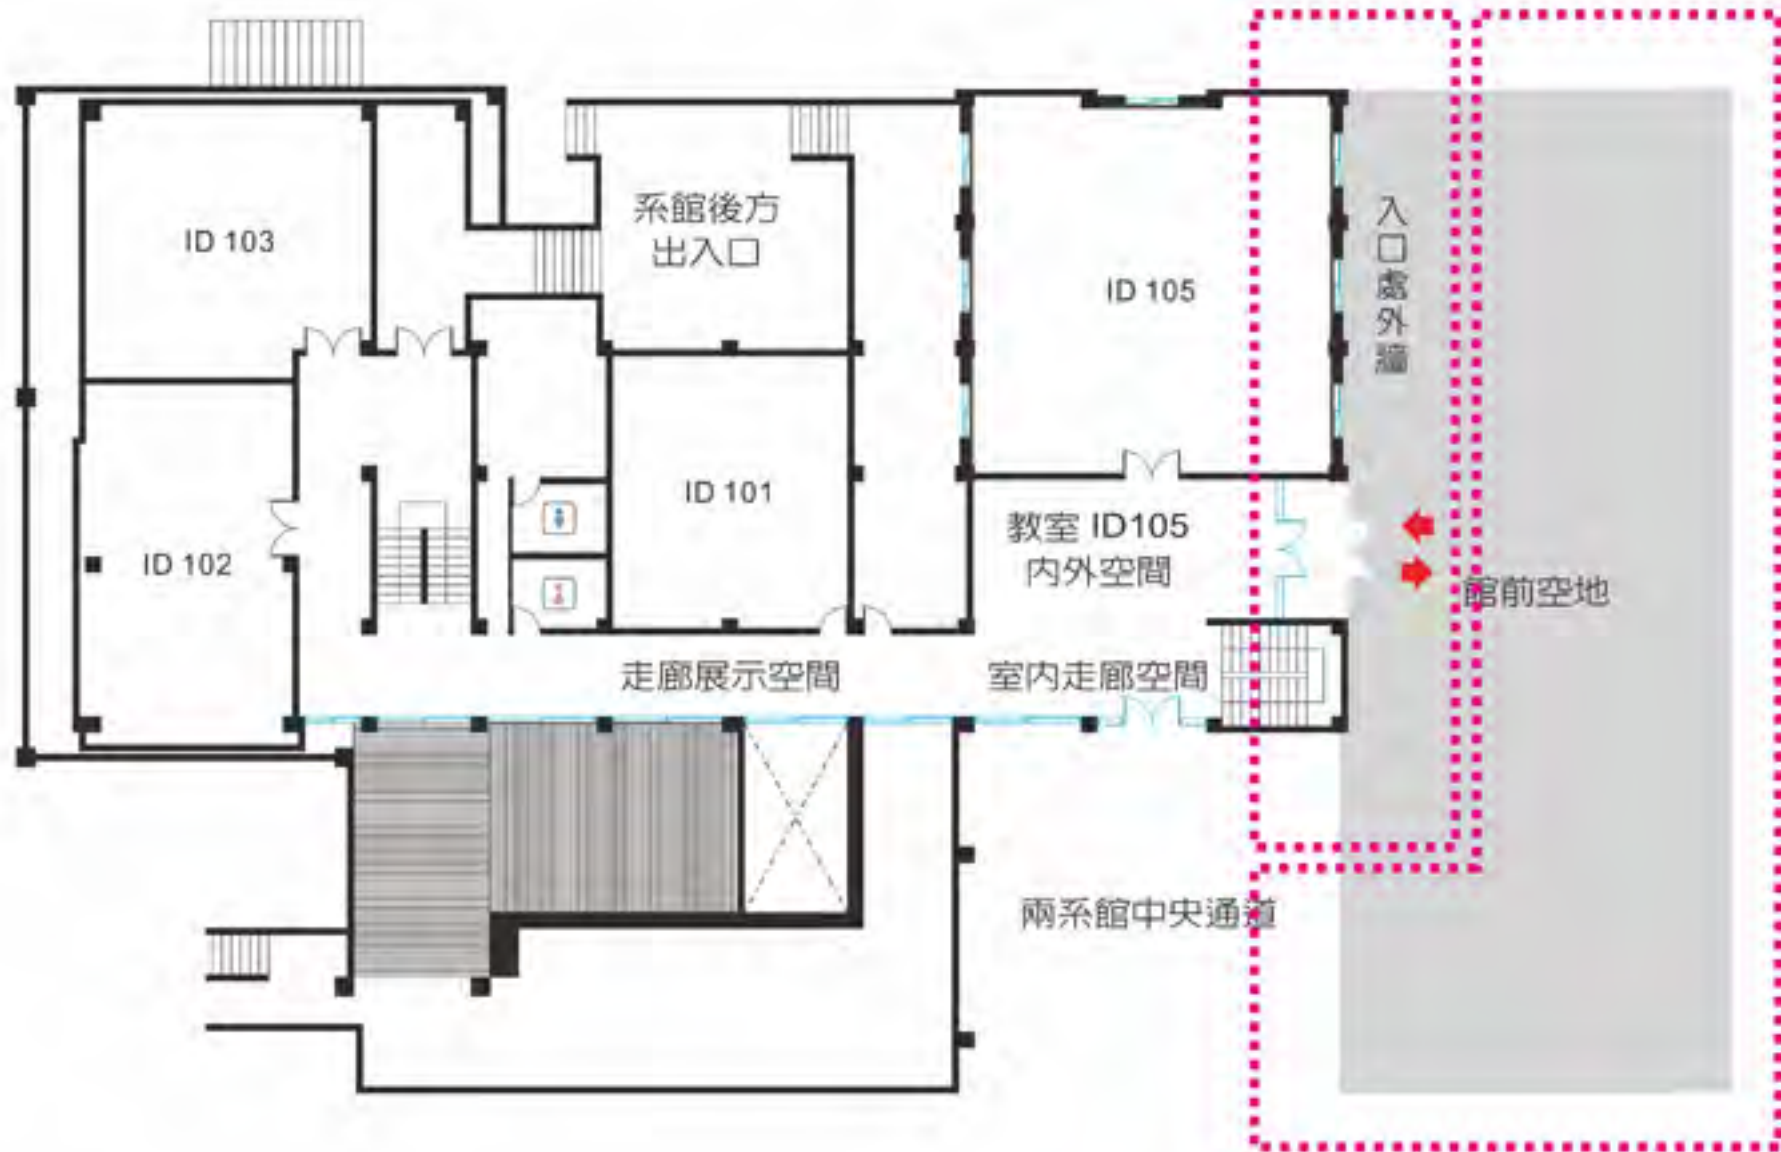 系館後方
出入口
ID 103
ID 105
入口處外牆
ID 101
教室 ID105
內外空間
ID 102
館前空地
走廊展示空間
室內走廊空間
兩系館中央通道